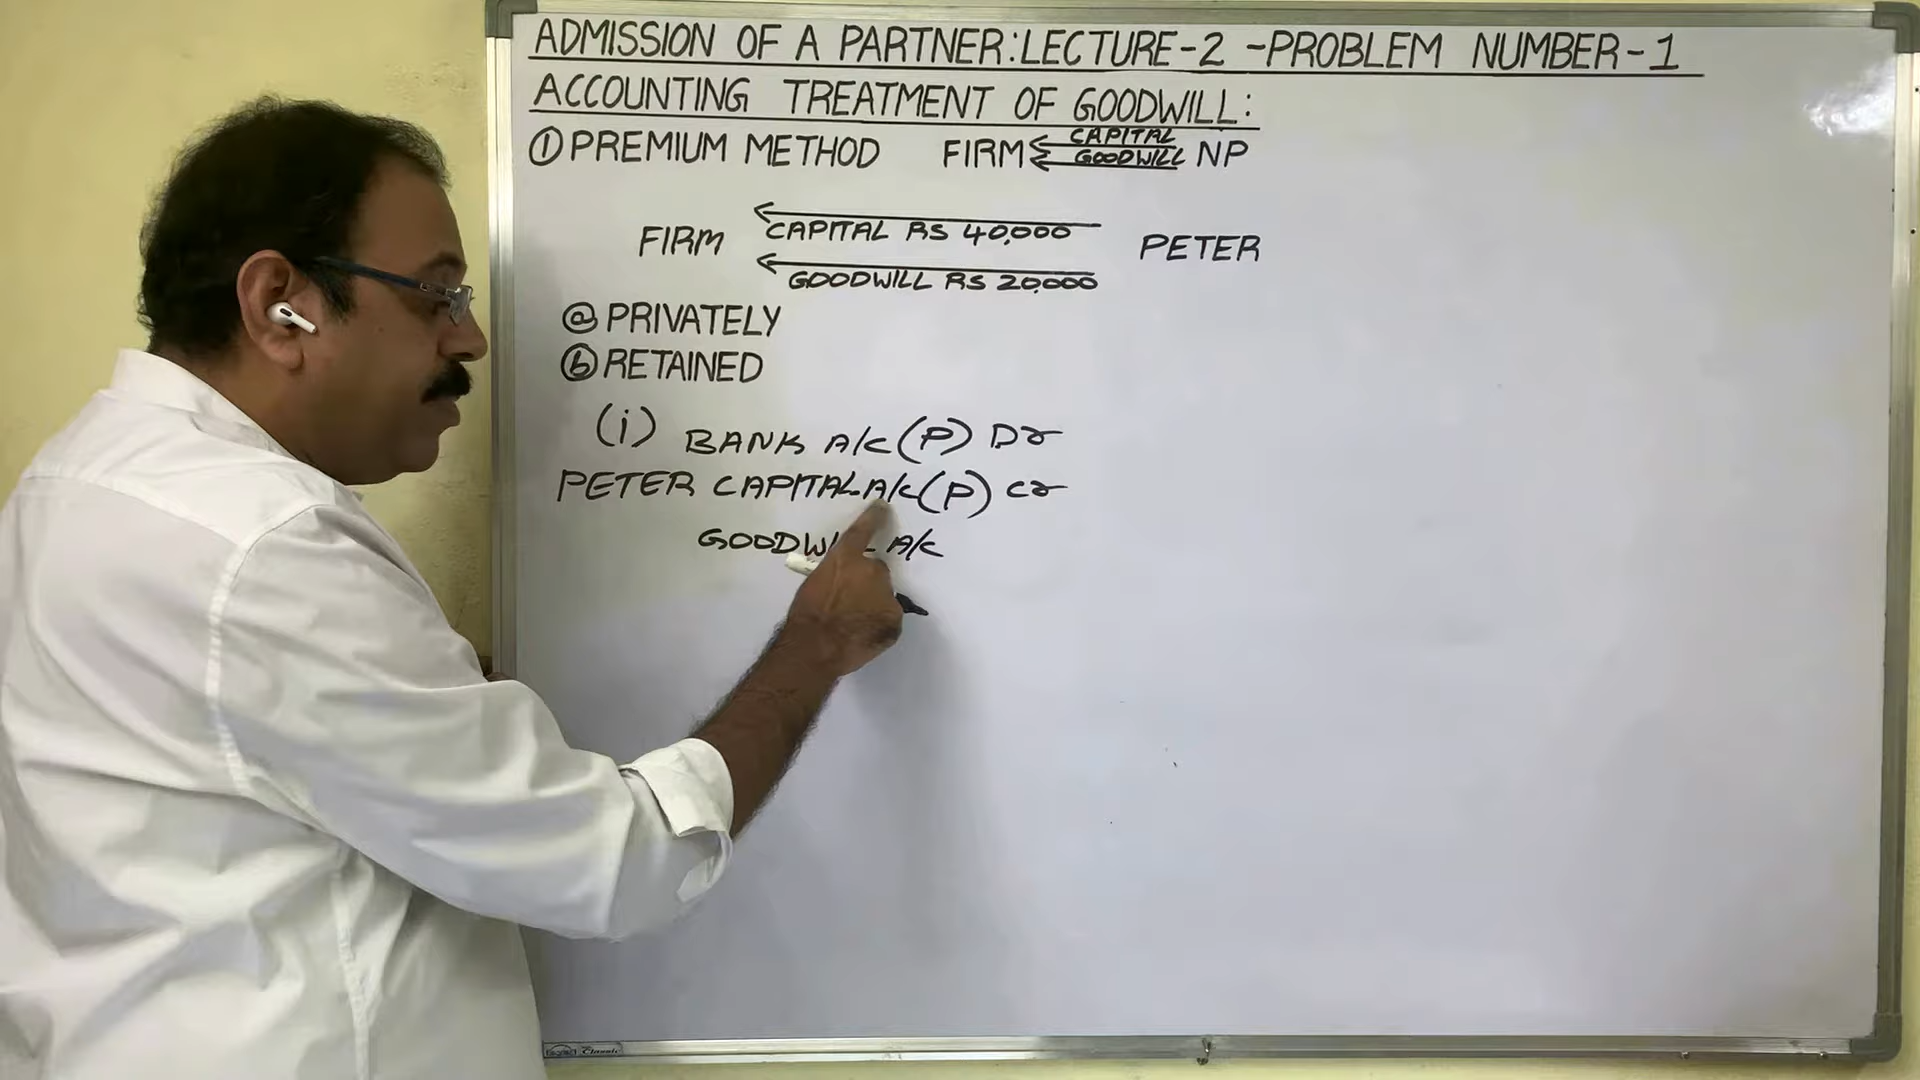 ADMISSION OF A PARTNER:LECTURE-2 -PROBLEM NUMBER-1
ACCOUNTING TREATMENT OF GOODWILL:
① PREMIUM METHOD FIRM CAPITAL GOODWILL NP
FIRM CAPITAL RS 40,000 PETER
GOODWILL RS 20,000
ⓐ PRIVATELY
ⓑ RETAINED
(i) BANK A/C (P) Dr
PETER CAPITAL A/C (P) Cr
GOODWILL A/C
Classic